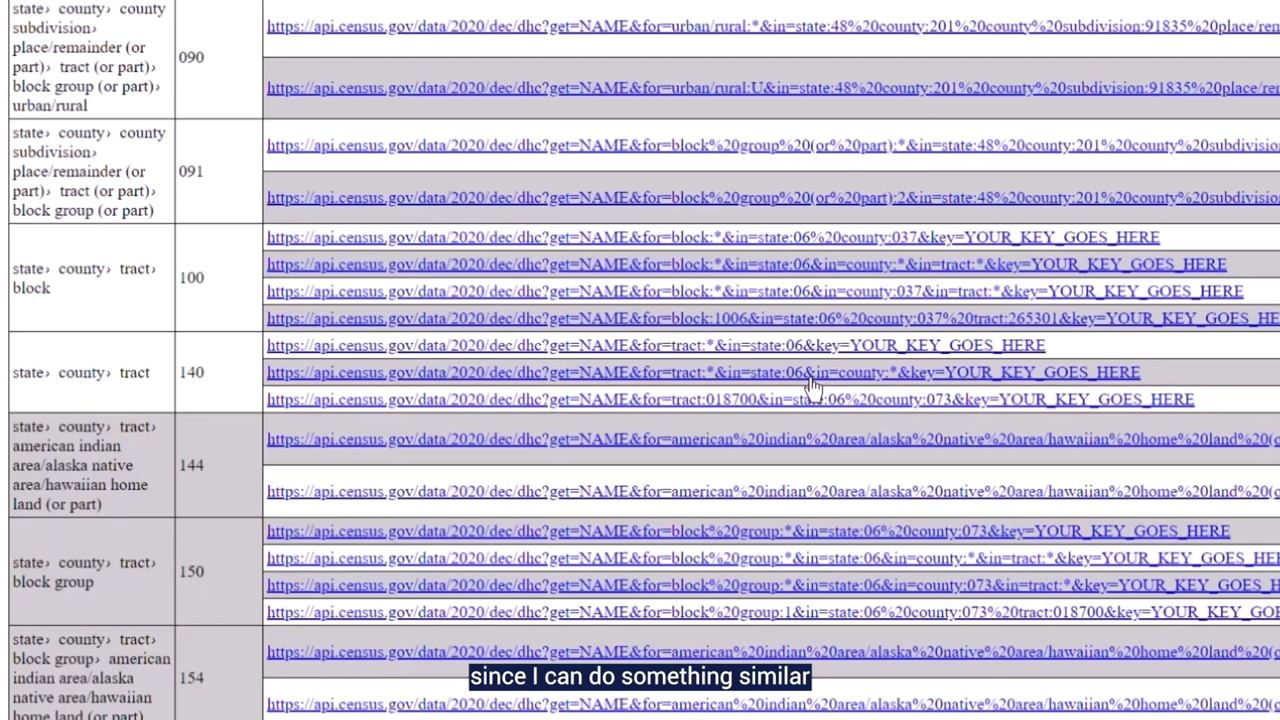 state› county› county
subdivision›
place/remainder (or
part)› tract (or part)›
block group (or part)›
urban/rural
090
https://api.census.gov/data/2020/dec/dhc?get=NAME&for=urban/rural:*&in=state:48%20county:201%20county%20subdivision:91835%20place/rem
https://api.census.gov/data/2020/dec/dhc?get=NAME&for=urban/rural:U&in=state:48%20county:201%20county%20subdivision:91835%20place/rem
state› county› county
subdivision›
place/remainder (or
part)› tract (or part)›
block group (or part)
091
https://api.census.gov/data/2020/dec/dhc?get=NAME&for=block%20group%20(or%20part):*&in=state:48%20county:201%20county%20subdivisio
https://api.census.gov/data/2020/dec/dhc?get=NAME&for=block%20group%20(or%20part):2&in=state:48%20county:201%20county%20subdivisio
state› county› tract›
block
100
https://api.census.gov/data/2020/dec/dhc?get=NAME&for=block:*&in=state:06%20county:037&key=YOUR_KEY_GOES_HERE
https://api.census.gov/data/2020/dec/dhc?get=NAME&for=block:*&in=state:06&in=county:*&in=tract:*&key=YOUR_KEY_GOES_HERE
https://api.census.gov/data/2020/dec/dhc?get=NAME&for=block:*&in=state:06&in=county:037&in=tract:*&key=YOUR_KEY_GOES_HERE
https://api.census.gov/data/2020/dec/dhc?get=NAME&for=block:1006&in=state:06%20county:037%20tract:265301&key=YOUR_KEY_GOES_HE
state› county› tract
140
https://api.census.gov/data/2020/dec/dhc?get=NAME&for=tract:*&in=state:06&key=YOUR_KEY_GOES_HERE
https://api.census.gov/data/2020/dec/dhc?get=NAME&for=tract:*&in=state:06&in=county:*&key=YOUR_KEY_GOES_HERE
https://api.census.gov/data/2020/dec/dhc?get=NAME&for=tract:018700&in=state:06%20county:073&key=YOUR_KEY_GOES_HERE
state› county› tract›
american indian
area/alaska native
area/hawaiian home
land (or part)
144
https://api.census.gov/data/2020/dec/dhc?get=NAME&for=american%20indian%20area/alaska%20native%20area/hawaiian%20home%20land%20(o
https://api.census.gov/data/2020/dec/dhc?get=NAME&for=american%20indian%20area/alaska%20native%20area/hawaiian%20home%20land%20(o
state› county› tract›
block group
150
https://api.census.gov/data/2020/dec/dhc?get=NAME&for=block%20group:*&in=state:06%20county:073&key=YOUR_KEY_GOES_HERE
https://api.census.gov/data/2020/dec/dhc?get=NAME&for=block%20group:*&in=state:06&in=county:*&in=tract:*&key=YOUR_KEY_GOES_HER
https://api.census.gov/data/2020/dec/dhc?get=NAME&for=block%20group:*&in=state:06&in=county:073&in=tract:*&key=YOUR_KEY_GOES_H
https://api.census.gov/data/2020/dec/dhc?get=NAME&for=block%20group:1&in=state:06%20county:073%20tract:018700&key=YOUR_KEY_GO
state› county› tract›
block group› american
indian area/alaska
native area/hawaiian
home land (or part)
154
https://api.census.gov/data/2020/dec/dhc?get=NAME&for=american%20indian%20area/alaska%20native%20area/hawaiian%20home%20land%20(o
https://api.census.gov/data/2020/dec/dhc?get=NAME&for=american%20indian%20area/alaska%20native%20area/hawaiian%20home%20land%20(o
since I can do something similar